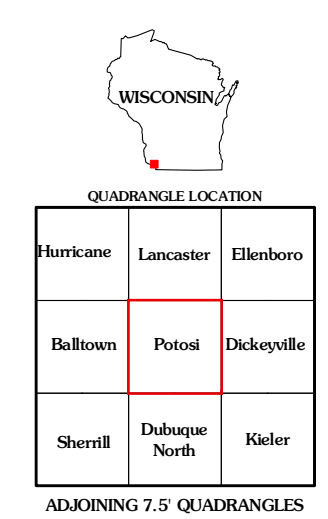 WISCONSIN
QUADRANGLE LOCATION
Hurricane
Lancaster
Ellenboro
Balltown
Potosi
Dickeyville
Sherrill
Dubuque
North
Kieler
ADJOINING 7.5' QUADRANGLES